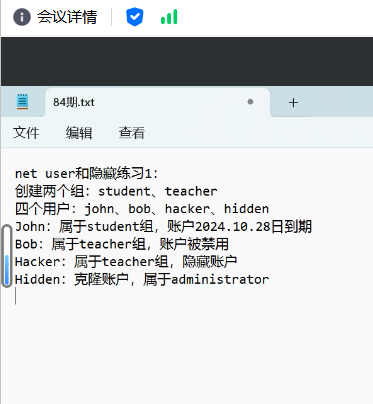 会议详情
84期.txt
文件 编辑 查看
net user和隐藏练习1：
创建两个组：student、teacher
四个用户：john、bob、hacker、hidden
John：属于student组，账户2024.10.28日到期
Bob：属于teacher组，账户被禁用
Hacker：属于teacher组，隐藏账户
Hidden：克隆账户，属于administrator